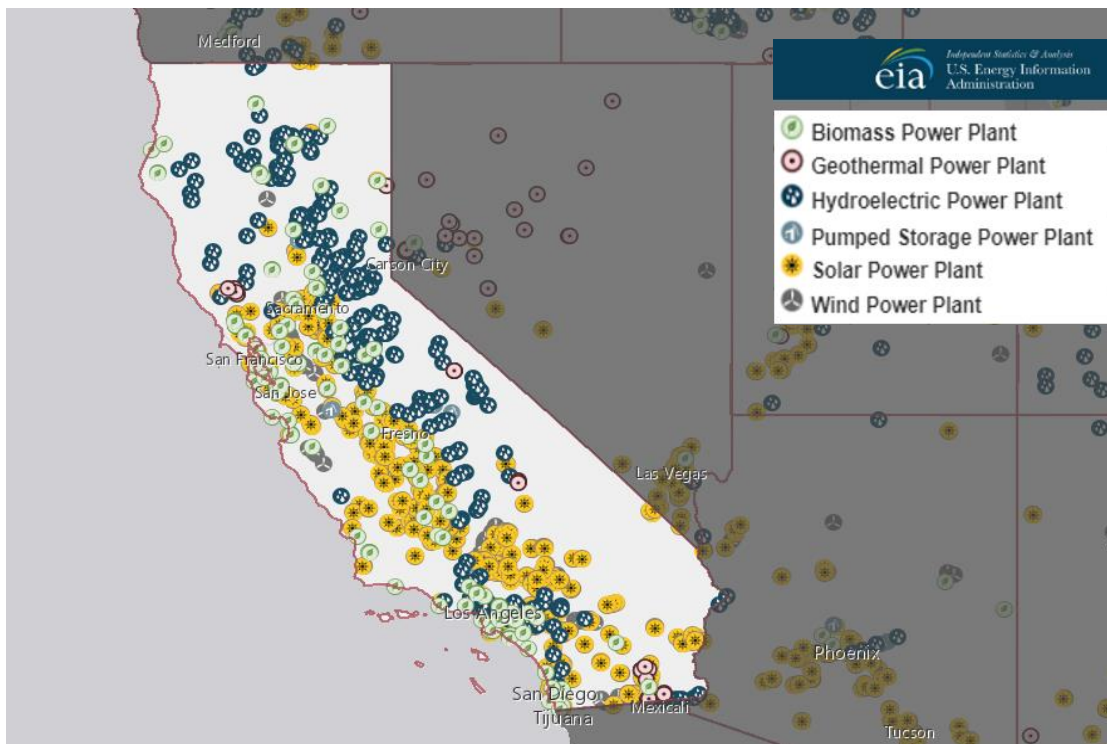 Medford
eia
Independent Statistics & Analysis
U.S. Energy Information
Administration
Biomass Power Plant
Geothermal Power Plant
Hydroelectric Power Plant
Pumped Storage Power Plant
Solar Power Plant
Wind Power Plant
Carson City
Sacramento
San Francisco
San Jose
Fresno
Las Vegas
Los Angeles
Phoenix
San Diego
Mexicali
Tijuana
Tucson